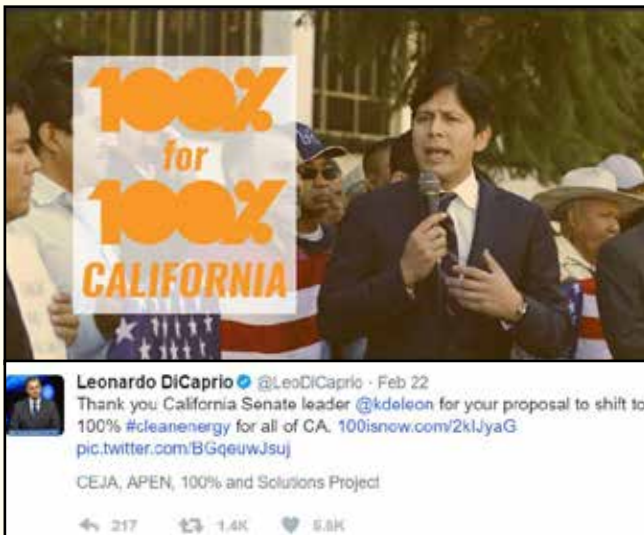 100%
for
100%
CALIFORNIA
Leonardo DiCaprio @LeoDiCaprio · Feb 22
Thank you California Senate leader @kdeleon for your proposal to shift to
100% #cleanenergy for all of CA. 100isnow.com/2klJyaG
pic.twitter.com/BGqeuwJsuj
CEJA, APEN, 100% and Solutions Project
217 1.4K 5.8K